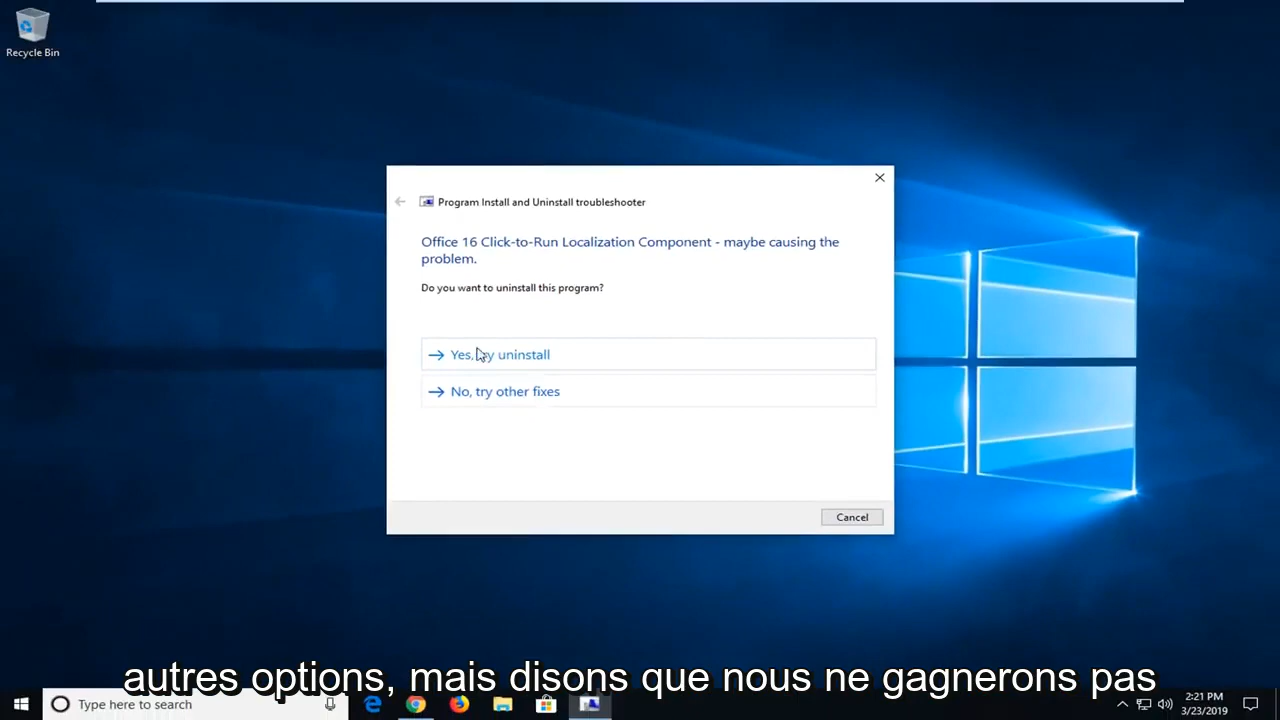 Recycle Bin
Program Install and Uninstall troubleshooter
Office 16 Click-to-Run Localization Component - maybe causing the
problem.
Do you want to uninstall this program?
Yes, try uninstall
No, try other fixes
Cancel
autres options, mais disons que nous ne gagnerons pas
Type here to search
2:21 PM
3/23/2019